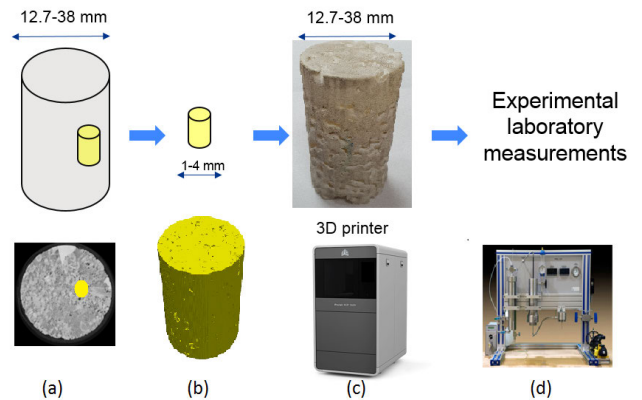 12.7-38 mm
12.7-38 mm
1-4 mm
Experimental
laboratory
measurements
3D printer
(a)
(b)
(c)
(d)